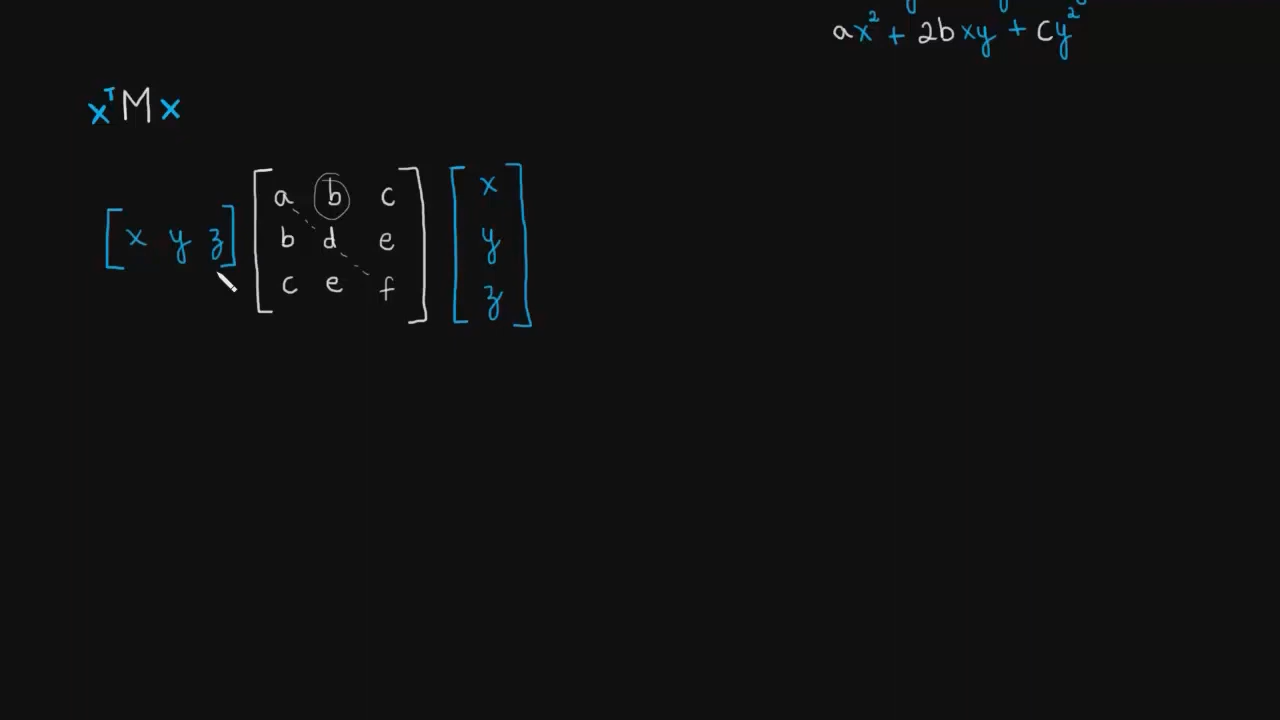 ax² + 2bxy + cy²
xᵀMx
[x y z] [a b c] [x]
[b d e] [y]
[c e f] [z]